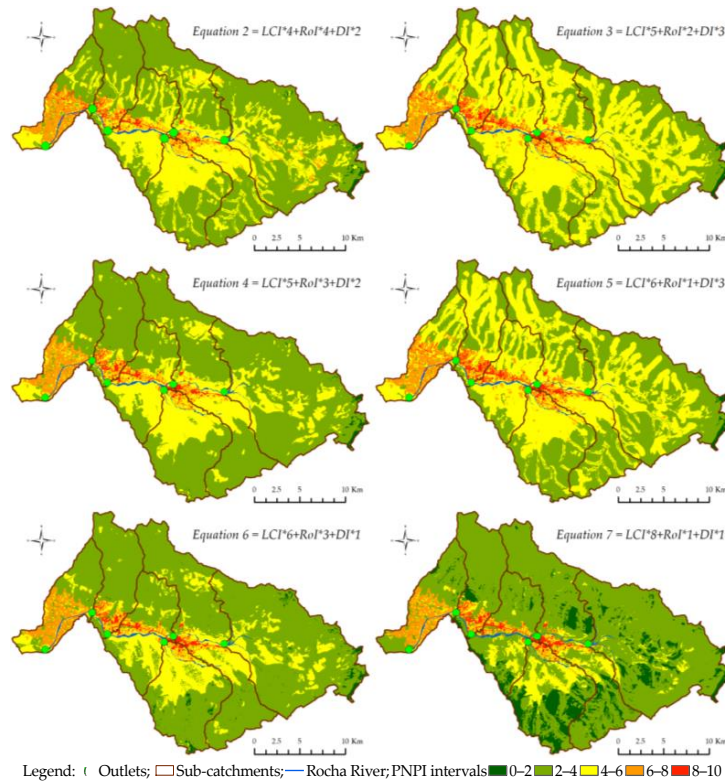 Equation 2 = LCI*4+RoI*4+DI*2
Equation 3 = LCI*5+RoI*2+DI*3
0 2.5 5 10 Km
0 2.5 5 10 Km
Equation 4 = LCI*5+RoI*3+DI*2
Equation 5 = LCI*6+RoI*1+DI*3
0 2.5 5 10 Km
0 2.5 5 10 Km
Equation 6 = LCI*6+RoI*3+DI*1
Equation 7 = LCI*8+RoI*1+DI*1
0 2.5 5 10 Km
0 2.5 5 10 Km
Legend: ( Outlets; Sub-catchments; Rocha River; PNPI intervals 0–2 2–4 4–6 6–8 8–10